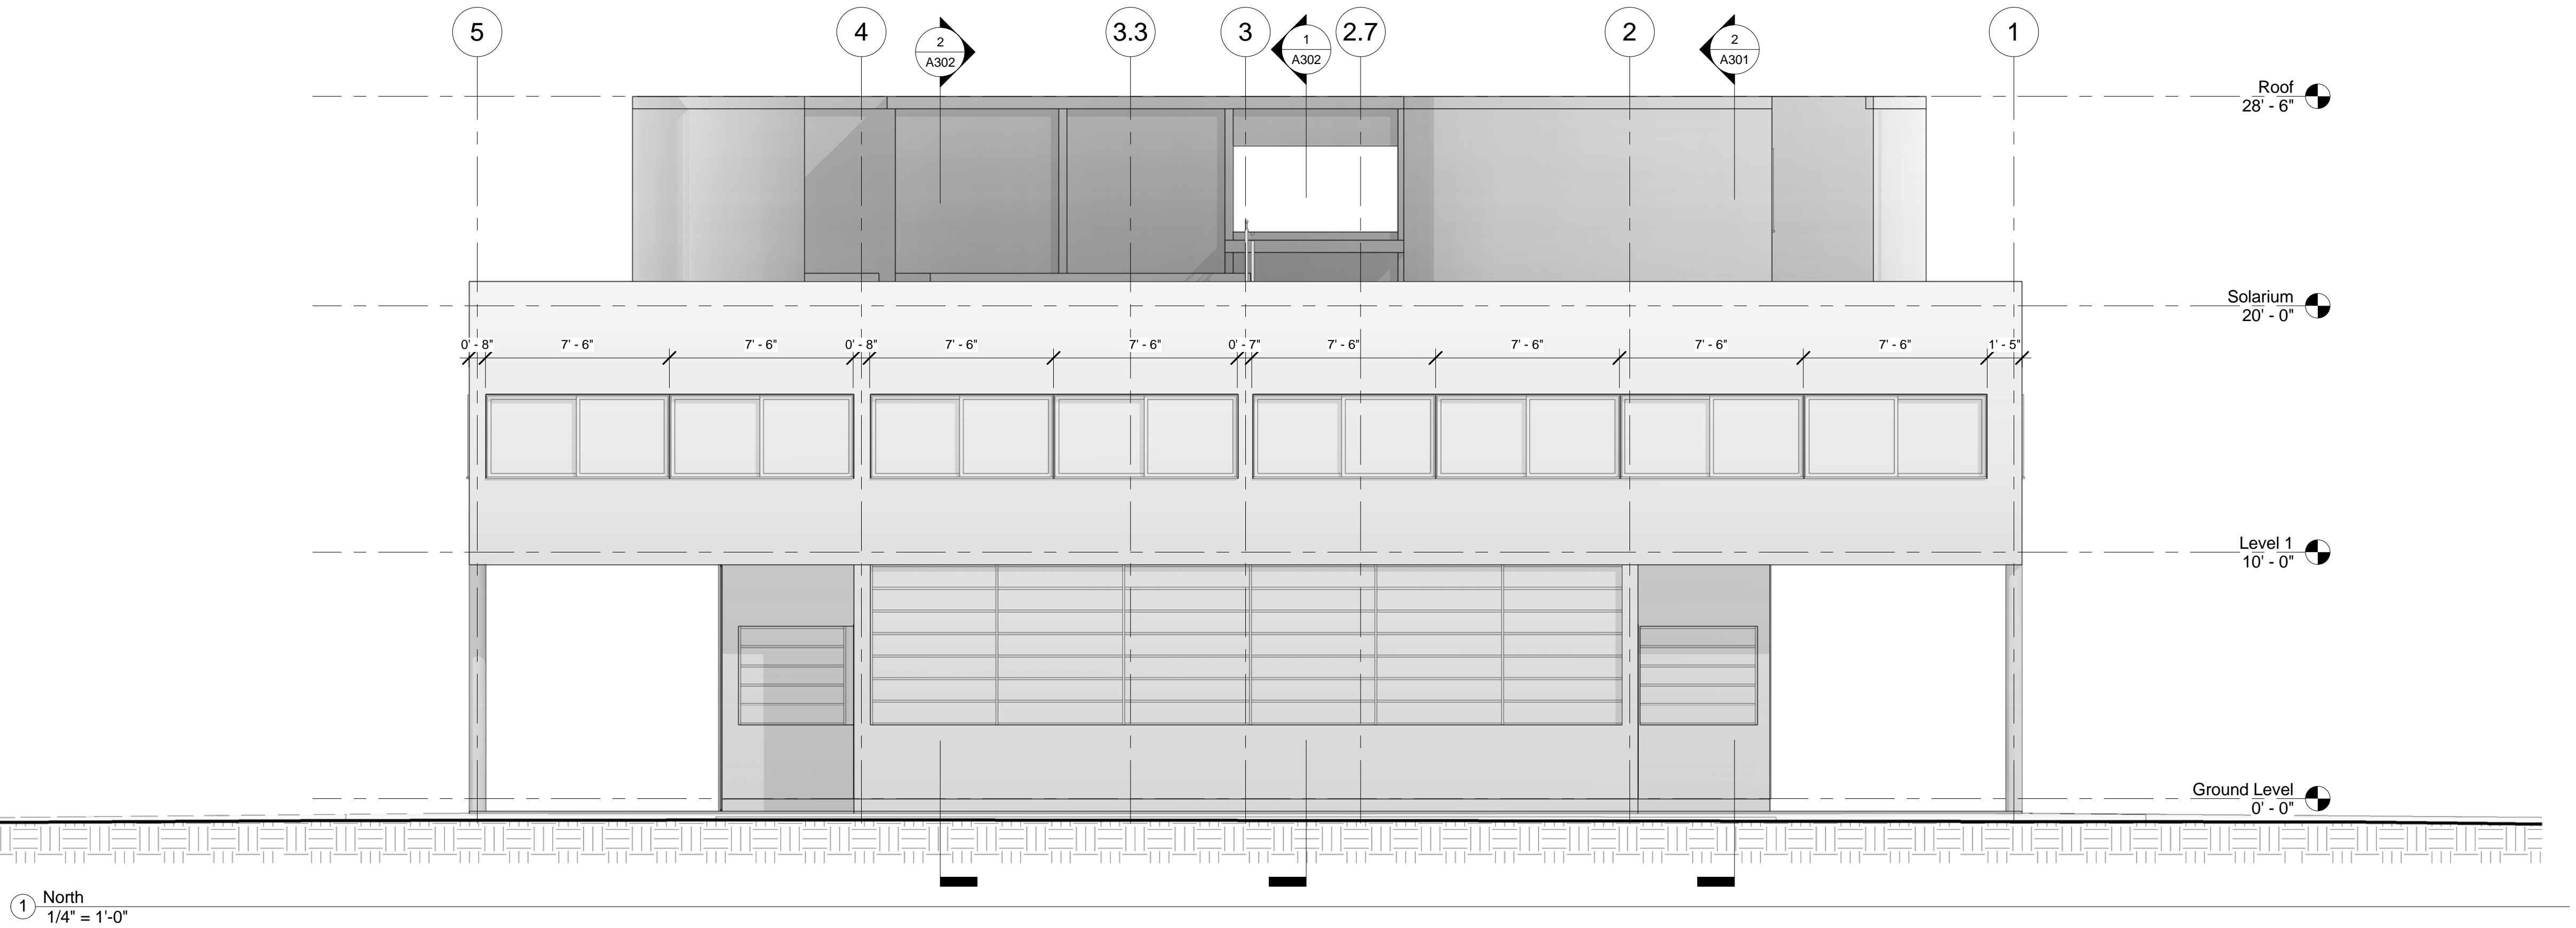 5
4
2
A302
3.3
3
1
A302
2.7
2
2
A301
1
Roof
28' - 6"
Solarium
20' - 0"
0' - 8" 7' - 6" 7' - 6" 0' - 8" 7' - 6" 7' - 6" 0' - 7" 7' - 6" 7' - 6" 7' - 6" 7' - 6" 1' - 5"
Level 1
10' - 0"
Ground Level
0' - 0"
1
North
1/4" = 1'-0"